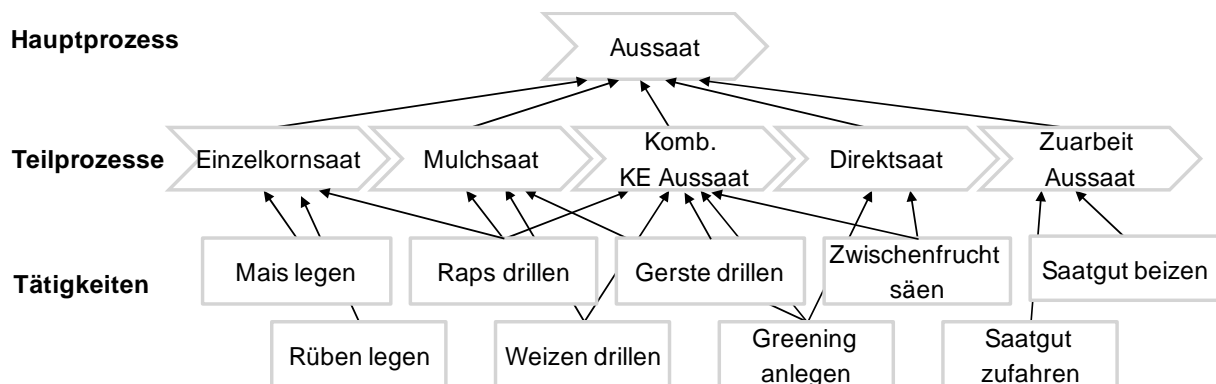 Hauptprozess
Aussaat
Teilprozesse
Einzelkornsaat
Mulchsaat
Komb.
KE Aussaat
Direktsaat
Zuarbeit
Aussaat
Tätigkeiten
Mais legen
Raps drillen
Gerste drillen
Zwischenfrucht
säen
Saatgut beizen
Rüben legen
Weizen drillen
Greening
anlegen
Saatgut
zufahren